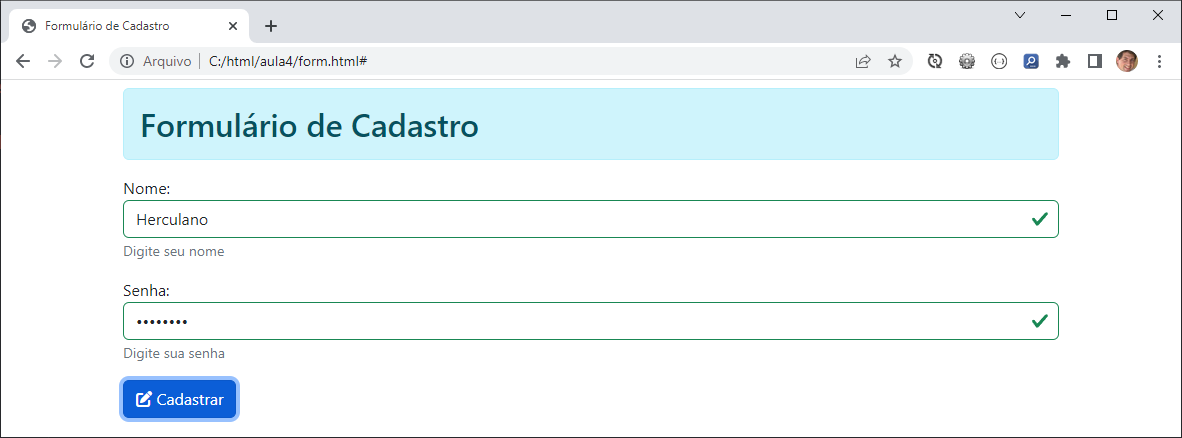 Formulário de Cadastro
Arquivo | C:/html/aula4/form.html#
Formulário de Cadastro
Nome:
Herculano
Digite seu nome
Senha:
••••••••
Digite sua senha
Cadastrar